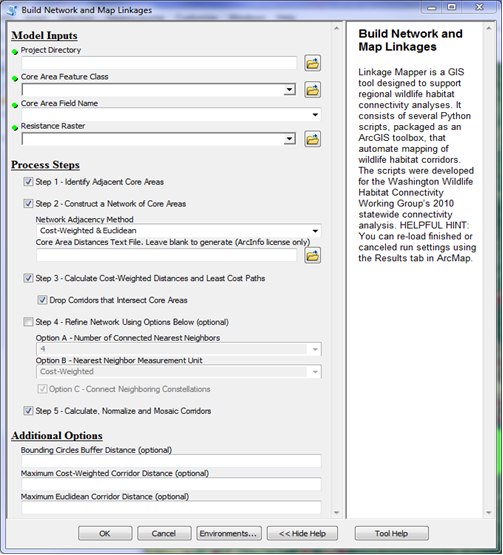 Build Network and Map Linkages
Model Inputs
Project Directory
Core Area Feature Class
Core Area Field Name
Resistance Raster
Process Steps
Step 1 - Identify Adjacent Core Areas
Step 2 - Construct a Network of Core Areas
Network Adjacency Method
Cost-Weighted & Euclidean
Core Area Distances Text File. Leave blank to generate (ArcInfo license only)
Step 3 - Calculate Cost-Weighted Distances and Least Cost Paths
Drop Corridors that Intersect Core Areas
Step 4 - Refine Network Using Options Below (optional)
Option A - Number of Connected Nearest Neighbors
4
Option B - Nearest Neighbor Measurement Unit
Cost-Weighted
Option C - Connect Neighboring Constellations
Step 5 - Calculate, Normalize and Mosaic Corridors
Additional Options
Bounding Circles Buffer Distance (optional)
Maximum Cost-Weighted Corridor Distance (optional)
Maximum Euclidean Corridor Distance (optional)
OK
Cancel
Environments...
<< Hide Help
Tool Help
Build Network and
Map Linkages
Linkage Mapper is a GIS
tool designed to support
regional wildlife habitat
connectivity analyses. It
consists of several Python
scripts, packaged as an
ArcGIS toolbox, that
automate mapping of
wildlife habitat corridors.
The scripts were developed
for the Washington Wildlife
Habitat Connectivity
Working Group's 2010
statewide connectivity
analysis. HELPFUL HINT:
You can re-load finished or
canceled run settings using
the Results tab in ArcMap.